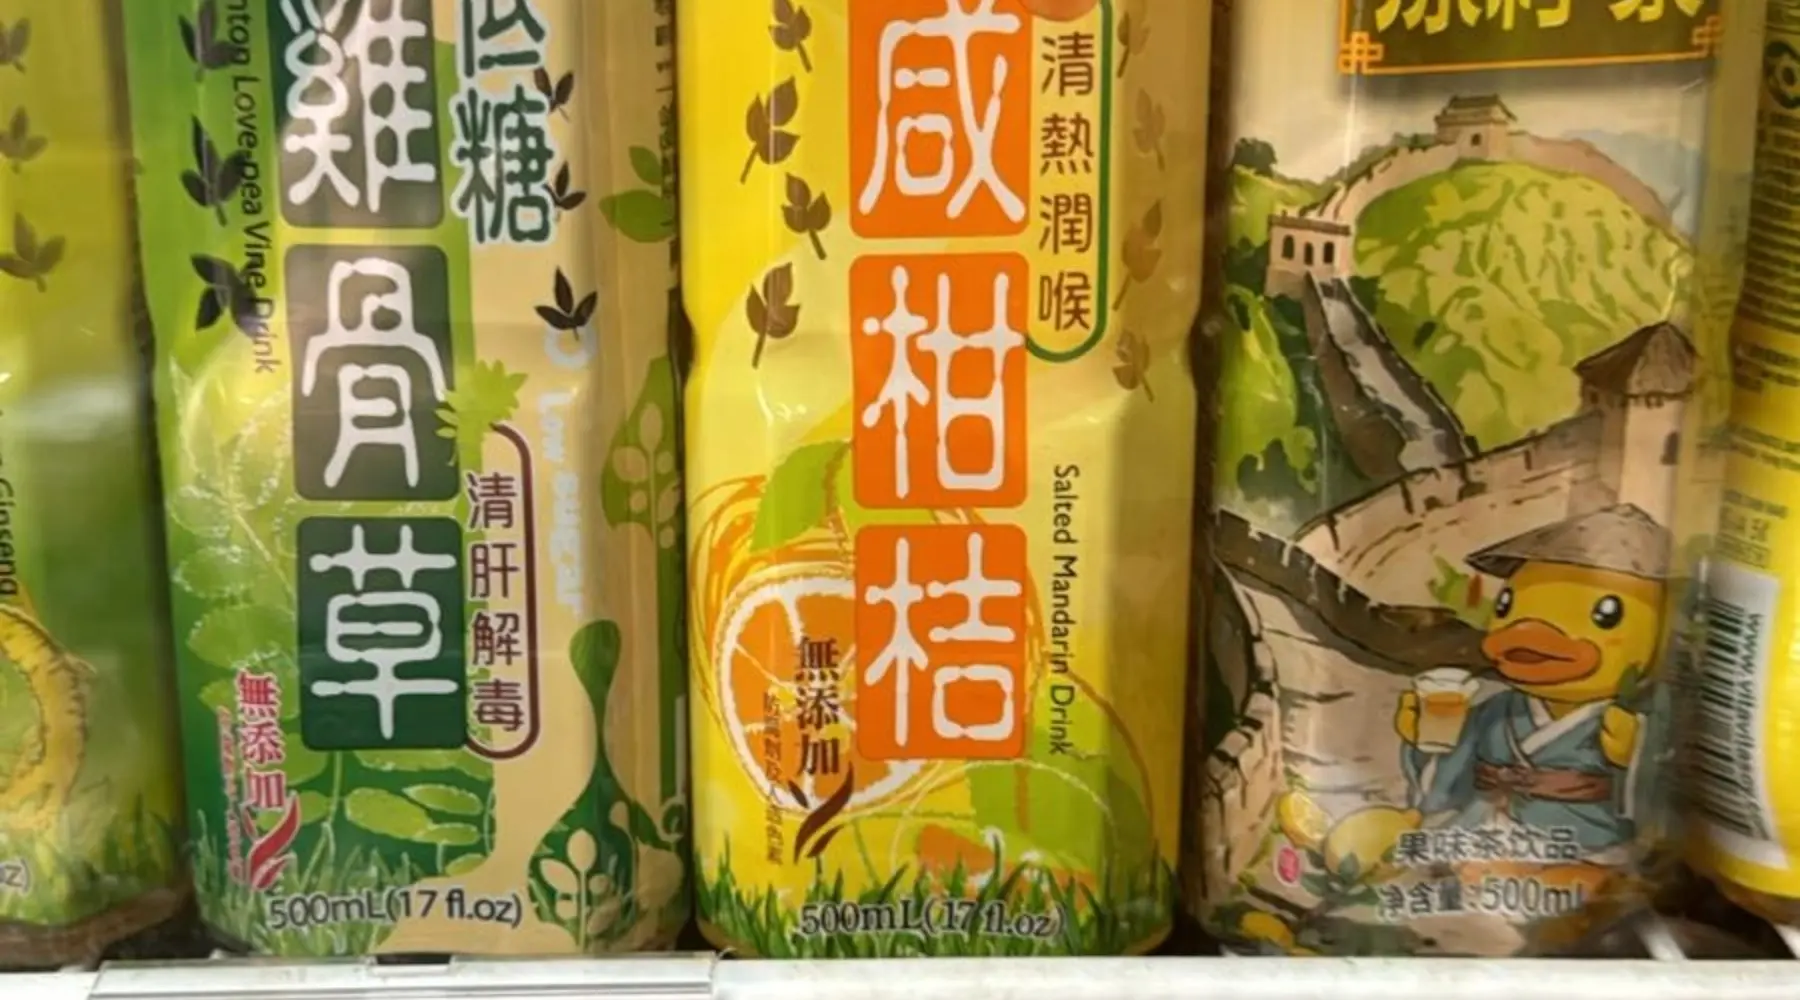 Ginseng
nton Love-pea Vine Drink
雞骨草
低糖
Low sugar
清肝解毒
無添加
500mL(17 fl.oz)
咸柑桔
清熱潤喉
Salted Mandarin Drink
無添加
500mL(17 fl.oz)
果味茶饮品
净含量:500ml